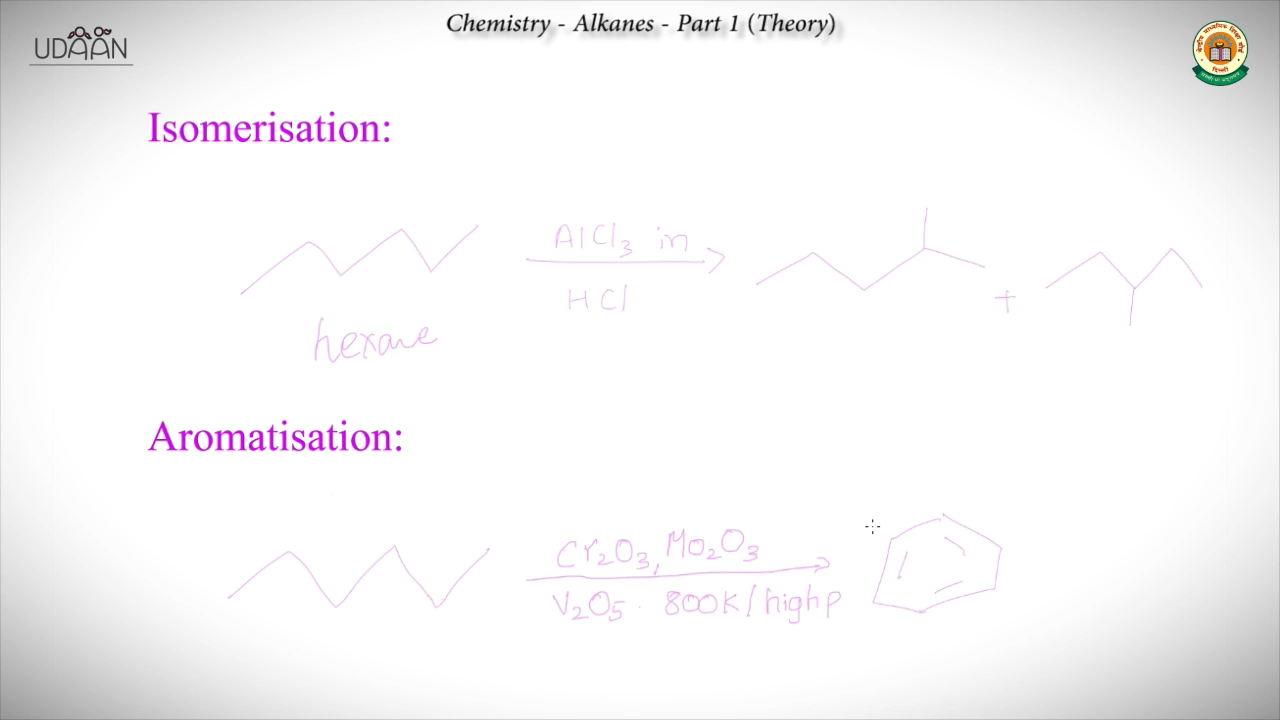 Chemistry - Alkanes - Part 1 (Theory)
UDAAN
Isomerisation:
AlCl3 in
HCl
+
hexane
Aromatisation:
Cr2O3, Mo2O3
V2O5. 800K/high p